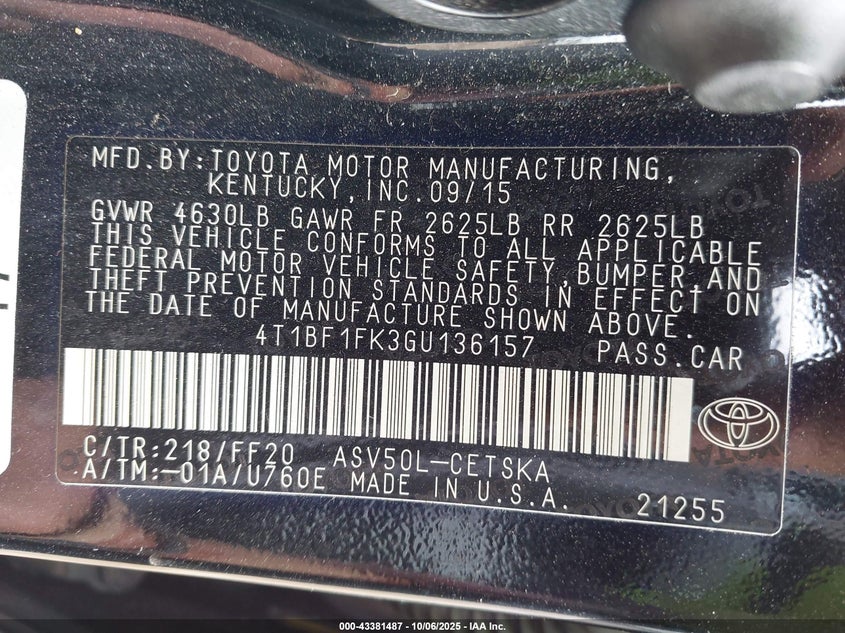 MFD.BY:TOYOTA MOTOR MANUFACTURING,
KENTUCKY,INC.09/15
GVWR 4630LB GAWR FR 2625LB RR 2625LB
THIS VEHICLE CONFORMS TO ALL APPLICABLE
FEDERAL MOTOR VEHICLE SAFETY,BUMPER,AND
THEFT PREVENTION STANDARDS IN EFFECT ON
THE DATE OF MANUFACTURE SHOWN ABOVE.
4T1BF1FK3GU136157 PASS.CAR
C/TR:218/FF20 ASV50L-CETSKA
A/TM:-01A/U760E MADE IN U.S.A. 21255
000-43381487 - 10/06/2025 - IAA Inc.